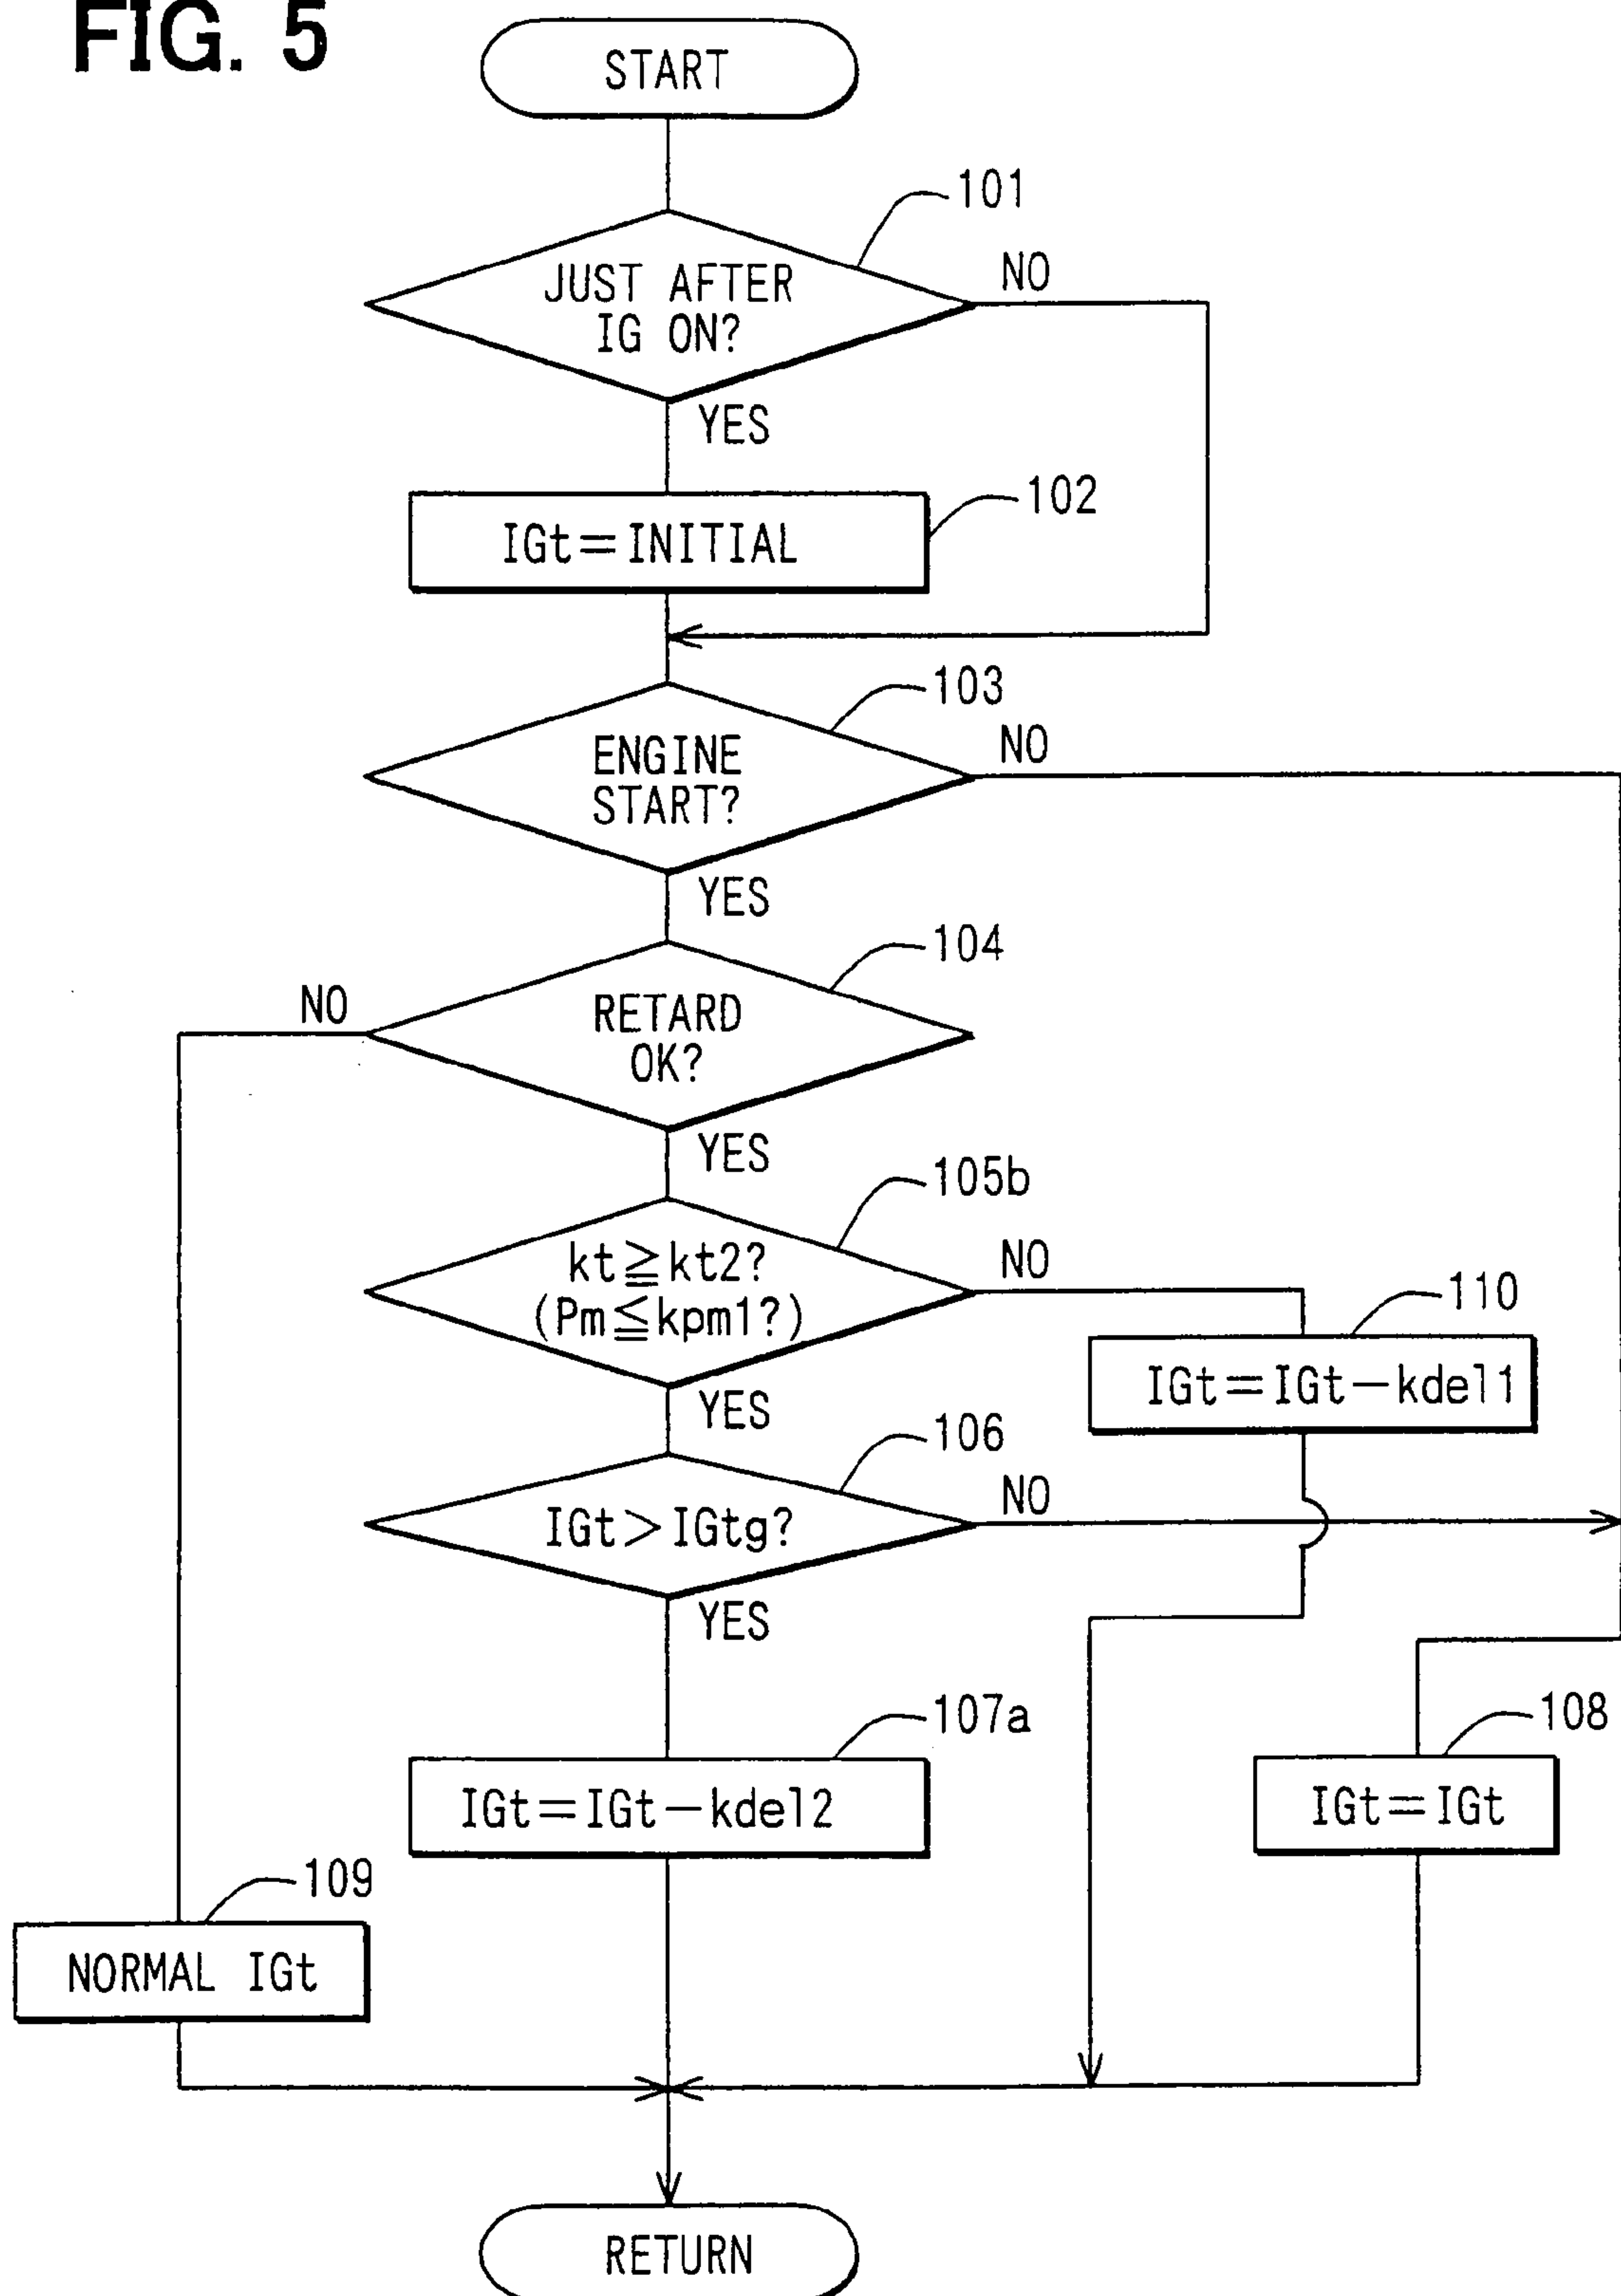 FIG. 5
START
101
JUST AFTER
IG ON?
NO
YES
102
IGt=INITIAL
103
ENGINE
START?
NO
YES
104
NO
RETARD
OK?
YES
105b
kt≧kt2?
(Pm≦kpm1?)
NO
YES
110
IGt=IGt-kdel1
106
IGt>IGtg?
NO
YES
107a
IGt=IGt-kdel2
108
IGt=IGt
109
NORMAL IGt
RETURN